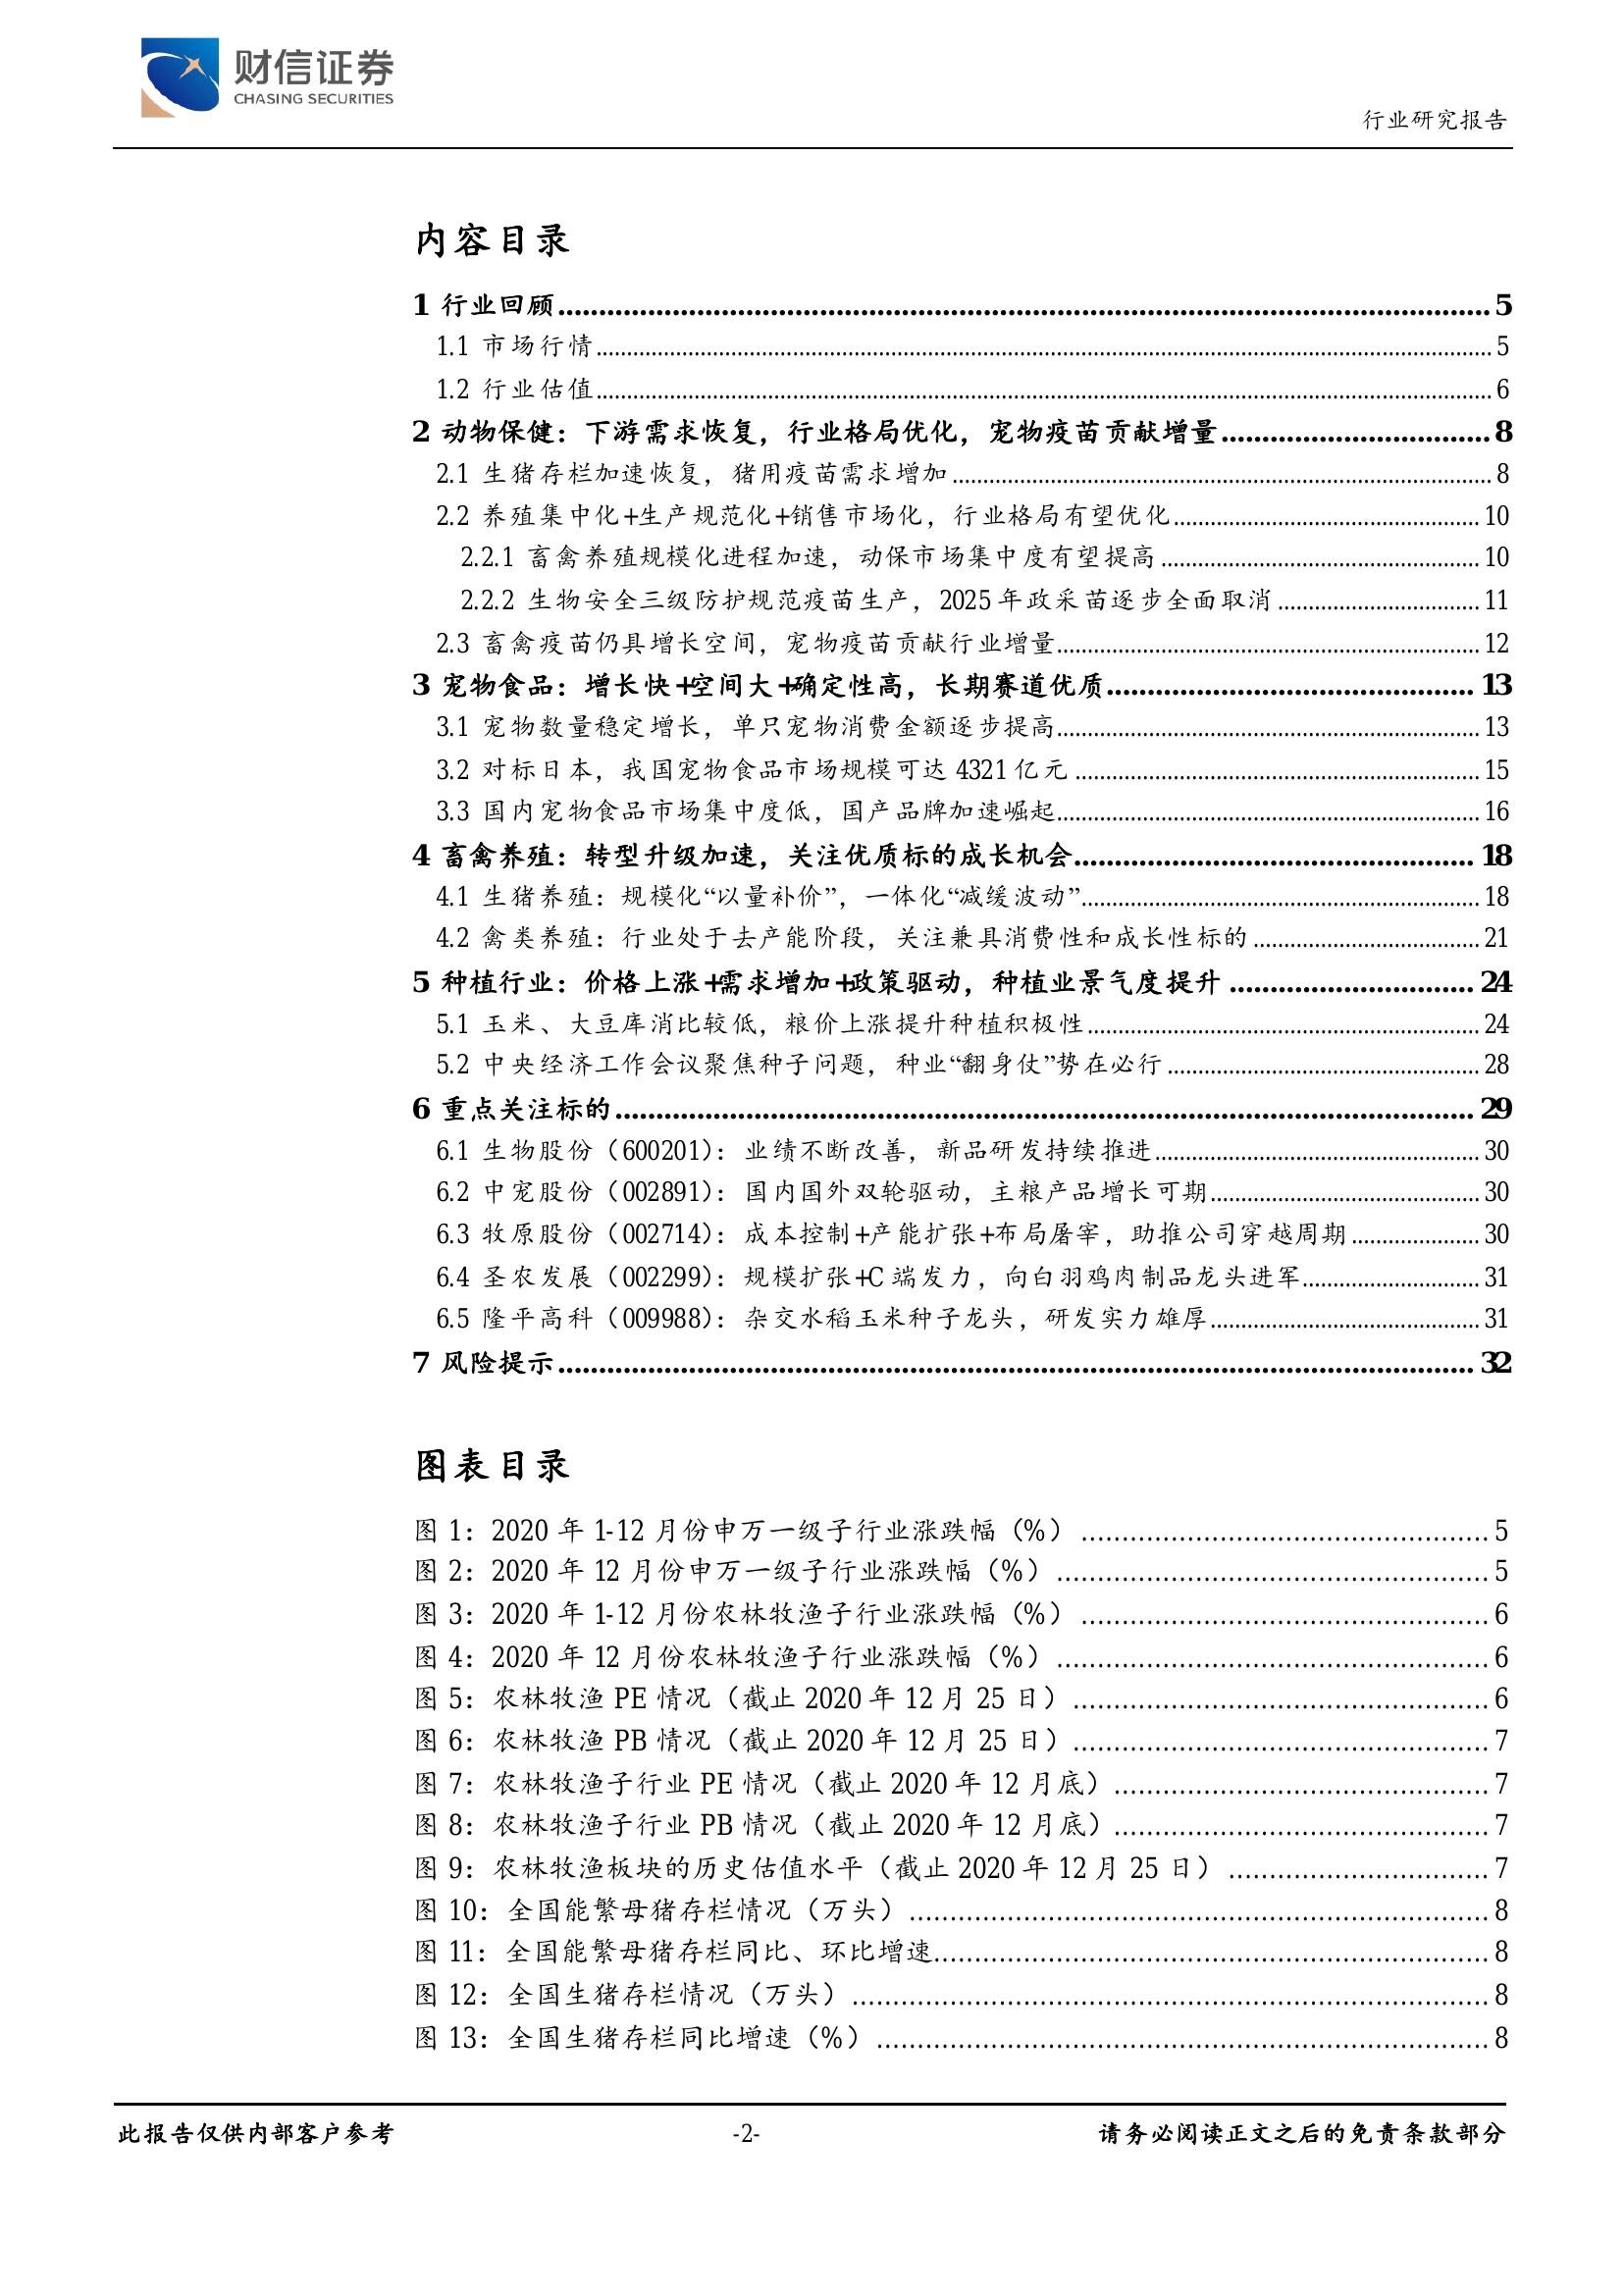 财信证券
CHASING SECURITIES
行业研究报告
内容目录
1 行业回顾 5
1.1 市场行情 5
1.2 行业估值 6
2 动物保健：下游需求恢复，行业格局优化，宠物疫苗贡献增量 8
2.1 生猪存栏加速恢复，猪用疫苗需求增加 8
2.2 养殖集中化+生产规范化+销售市场化，行业格局有望优化 10
2.2.1 畜禽养殖规模化进程加速，动保市场集中度有望提高 10
2.2.2 生物安全三级防护规范疫苗生产，2025 年政采苗逐步全面取消 11
2.3 畜禽疫苗仍具增长空间，宠物疫苗贡献行业增量 12
3 宠物食品：增长快+空间大+确定性高，长期赛道优质 13
3.1 宠物数量稳定增长，单只宠物消费金额逐步提高 13
3.2 对标日本，我国宠物食品市场规模可达 4321 亿元 15
3.3 国内宠物食品市场集中度低，国产品牌加速崛起 16
4 畜禽养殖：转型升级加速，关注优质标的成长机会 18
4.1 生猪养殖：规模化“以量补价”，一体化“减缓波动” 18
4.2 禽类养殖：行业处于去产能阶段，关注兼具消费性和成长性标的 21
5 种植行业：价格上涨+需求增加+政策驱动，种植业景气度提升 24
5.1 玉米、大豆库消比较低，粮价上涨提升种植积极性 24
5.2 中央经济工作会议聚焦种子问题，种业“翻身仗”势在必行 28
6 重点关注标的 29
6.1 生物股份（600201）：业绩不断改善，新品研发持续推进 30
6.2 中宠股份（002891）：国内国外双轮驱动，主粮产品增长可期 30
6.3 牧原股份（002714）：成本控制+产能扩张+布局屠宰，助推公司穿越周期 30
6.4 圣农发展（002299）：规模扩张+C 端发力，向白羽鸡肉制品龙头进军 31
6.5 隆平高科（009988）：杂交水稻玉米种子龙头，研发实力雄厚 31
7 风险提示 32
图表目录
图 1：2020 年 1-12 月份申万一级子行业涨跌幅（%） 5
图 2：2020 年 12 月份申万一级子行业涨跌幅（%） 5
图 3：2020 年 1-12 月份农林牧渔子行业涨跌幅（%） 6
图 4：2020 年 12 月份农林牧渔子行业涨跌幅（%） 6
图 5：农林牧渔 PE 情况（截止 2020 年 12 月 25 日） 6
图 6：农林牧渔 PB 情况（截止 2020 年 12 月 25 日） 7
图 7：农林牧渔子行业 PE 情况（截止 2020 年 12 月底） 7
图 8：农林牧渔子行业 PB 情况（截止 2020 年 12 月底） 7
图 9：农林牧渔板块的历史估值水平（截止 2020 年 12 月 25 日） 7
图 10：全国能繁母猪存栏情况（万头） 8
图 11：全国能繁母猪存栏同比、环比增速 8
图 12：全国生猪存栏情况（万头） 8
图 13：全国生猪存栏同比增速（%） 8
此报告仅供内部客户参考
-2-
请务必阅读正文之后的免责条款部分